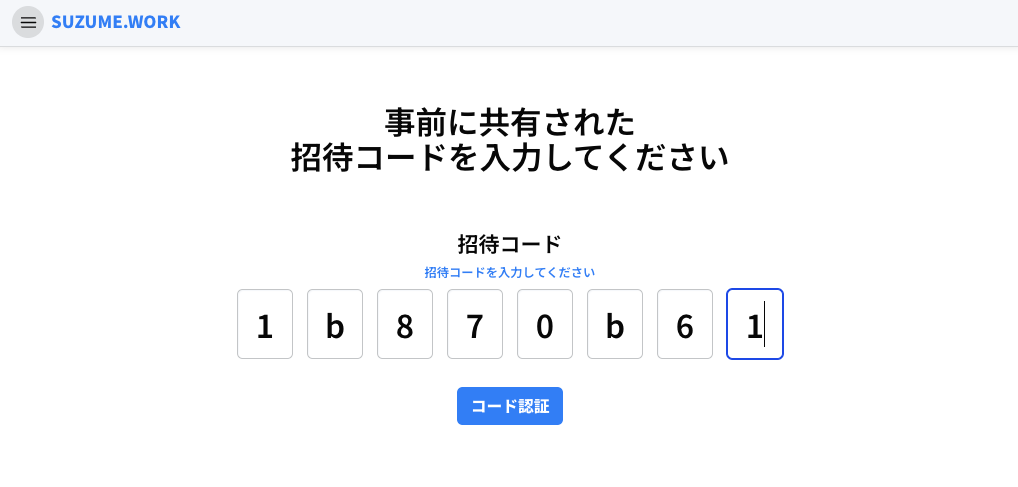 SUZUME.WORK
事前に共有された
招待コードを入力してください
招待コード
招待コードを入力してください
1 b 8 7 0 b 6 1
コード認証